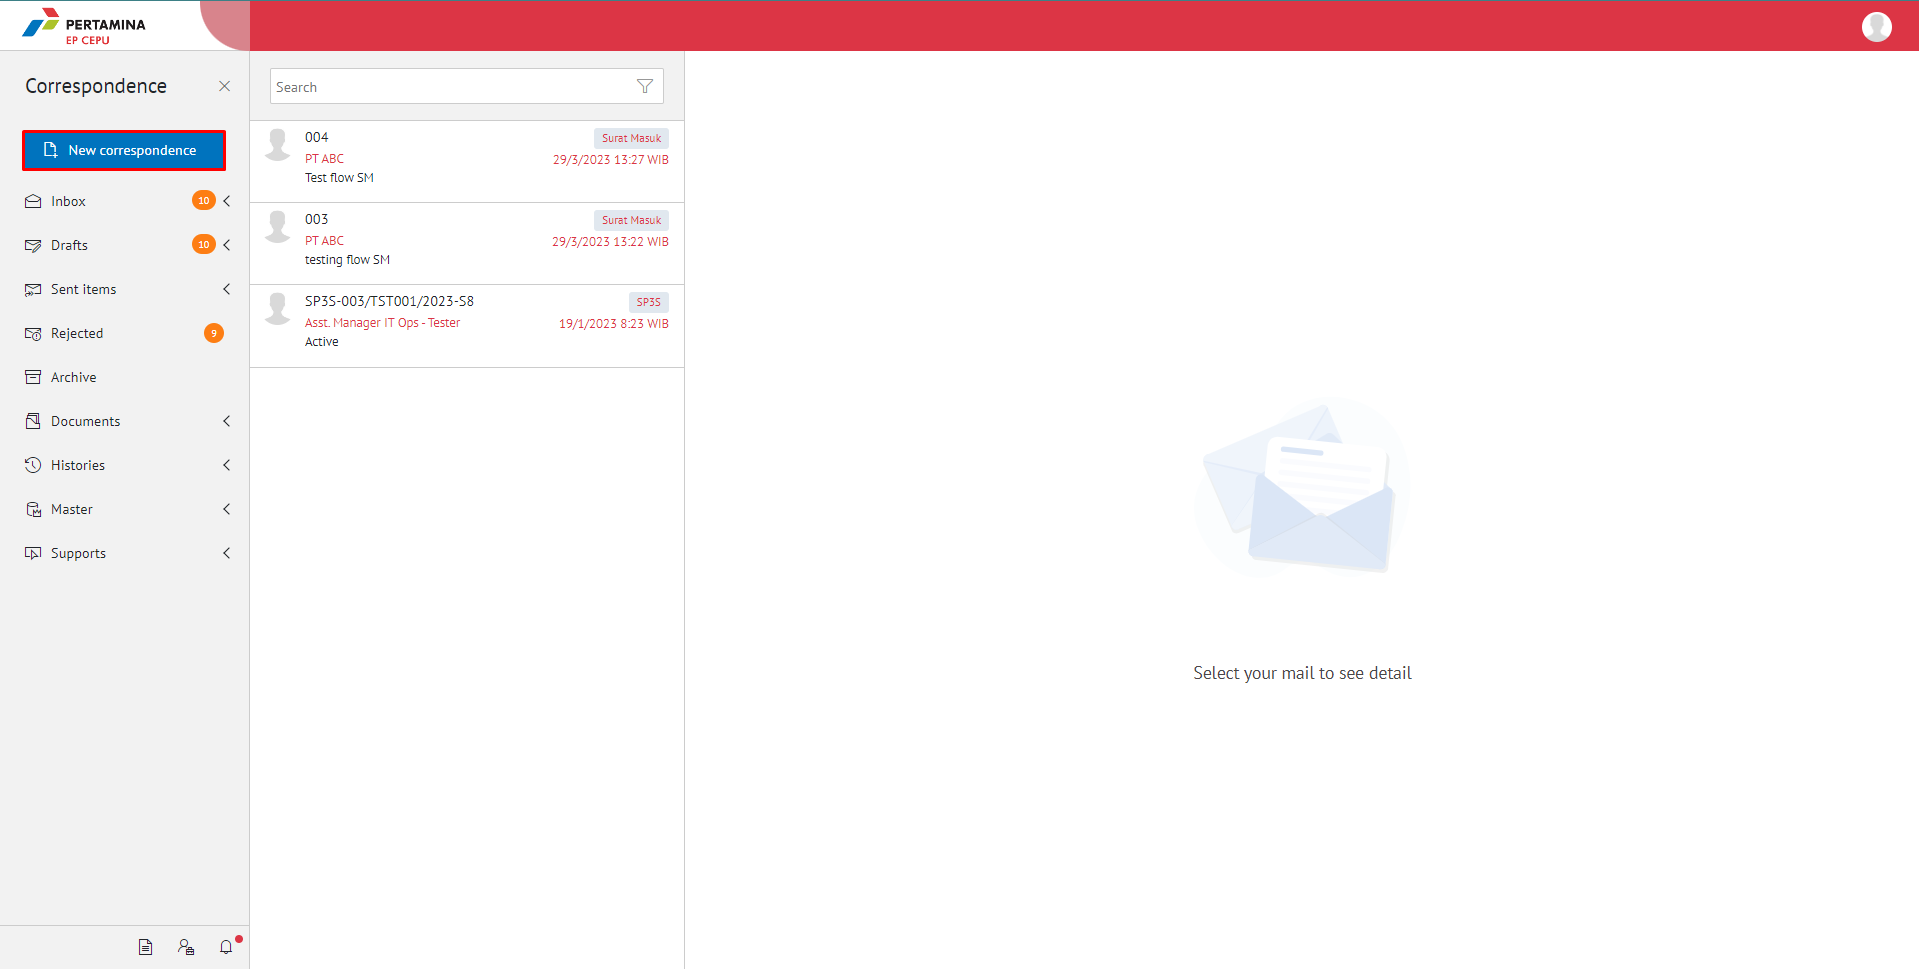 PERTAMINA
EP CEPU
Correspondence
New correspondence
Inbox 10
Drafts 10
Sent items
Rejected 9
Archive
Documents
Histories
Master
Supports
Search
004 Surat Masuk
PT ABC 29/3/2023 13:27 WIB
Test flow SM
003 Surat Masuk
PT ABC 29/3/2023 13:22 WIB
testing flow SM
SP3S-003/TST001/2023-S8 SP3S
Asst. Manager IT Ops - Tester 19/1/2023 8:23 WIB
Active
Select your mail to see detail